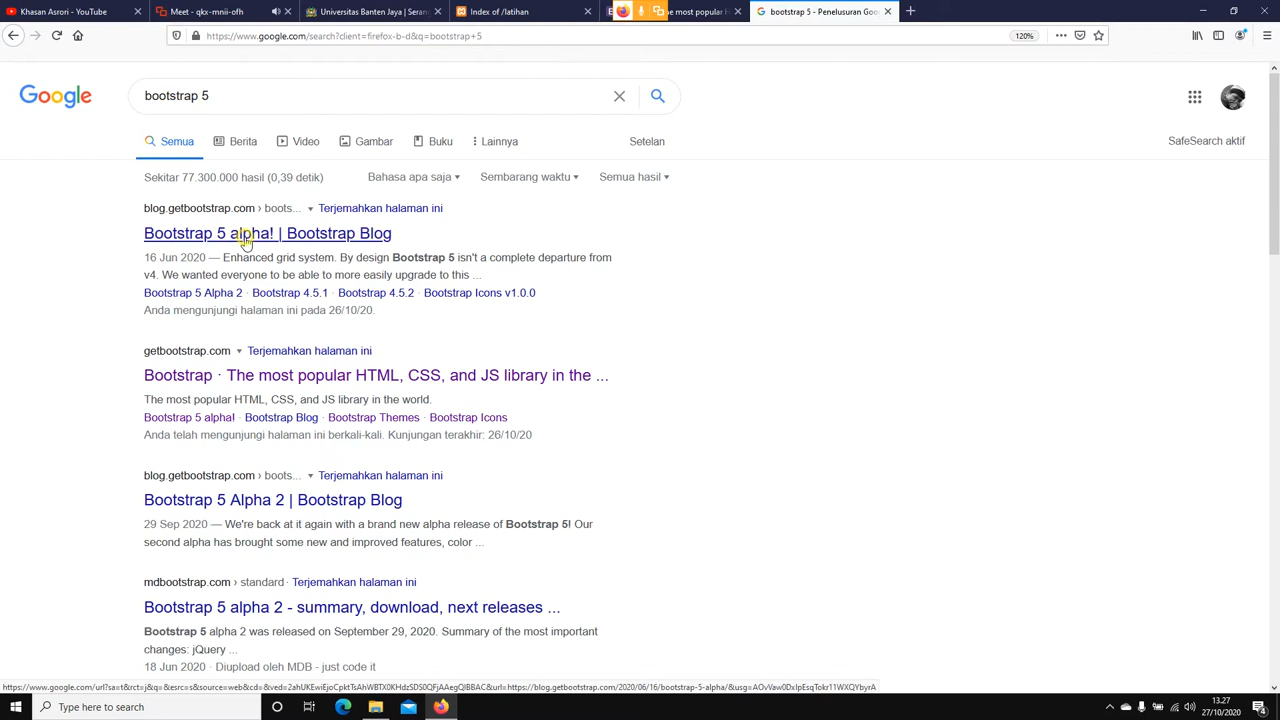 Khasan Asrori - YouTube
Meet - qkx-mnii-ofh
Universitas Banten Jaya | Serang
Index of /latihan
he most popular H
bootstrap 5 - Penelusuran Goo
https://www.google.com/search?client=firefox-b-d&q=bootstrap+5
120%
Google
bootstrap 5
Semua
Berita
Video
Gambar
Buku
Lainnya
Setelan
SafeSearch aktif
Sekitar 77.300.000 hasil (0,39 detik)
Bahasa apa saja
Sembarang waktu
Semua hasil
blog.getbootstrap.com › boots... Terjemahkan halaman ini
Bootstrap 5 alpha! | Bootstrap Blog
16 Jun 2020 — Enhanced grid system. By design Bootstrap 5 isn't a complete departure from
v4. We wanted everyone to be able to more easily upgrade to this ...
Bootstrap 5 Alpha 2 · Bootstrap 4.5.1 · Bootstrap 4.5.2 · Bootstrap Icons v1.0.0
Anda mengunjungi halaman ini pada 26/10/20.
getbootstrap.com Terjemahkan halaman ini
Bootstrap · The most popular HTML, CSS, and JS library in the ...
The most popular HTML, CSS, and JS library in the world.
Bootstrap 5 alpha! · Bootstrap Blog · Bootstrap Themes · Bootstrap Icons
Anda telah mengunjungi halaman ini berkali-kali. Kunjungan terakhir: 26/10/20
blog.getbootstrap.com › boots... Terjemahkan halaman ini
Bootstrap 5 Alpha 2 | Bootstrap Blog
29 Sep 2020 — We're back at it again with a brand new alpha release of Bootstrap 5! Our
second alpha has brought some new and improved features, color ...
mdbootstrap.com › standard · Terjemahkan halaman ini
Bootstrap 5 alpha 2 - summary, download, next releases ...
Bootstrap 5 alpha 2 was released on September 29, 2020. Summary of the most important
changes: jQuery ...
18 Jun 2020 · Diupload oleh MDB - just code it
Type here to search
13.27
27/10/2020
4